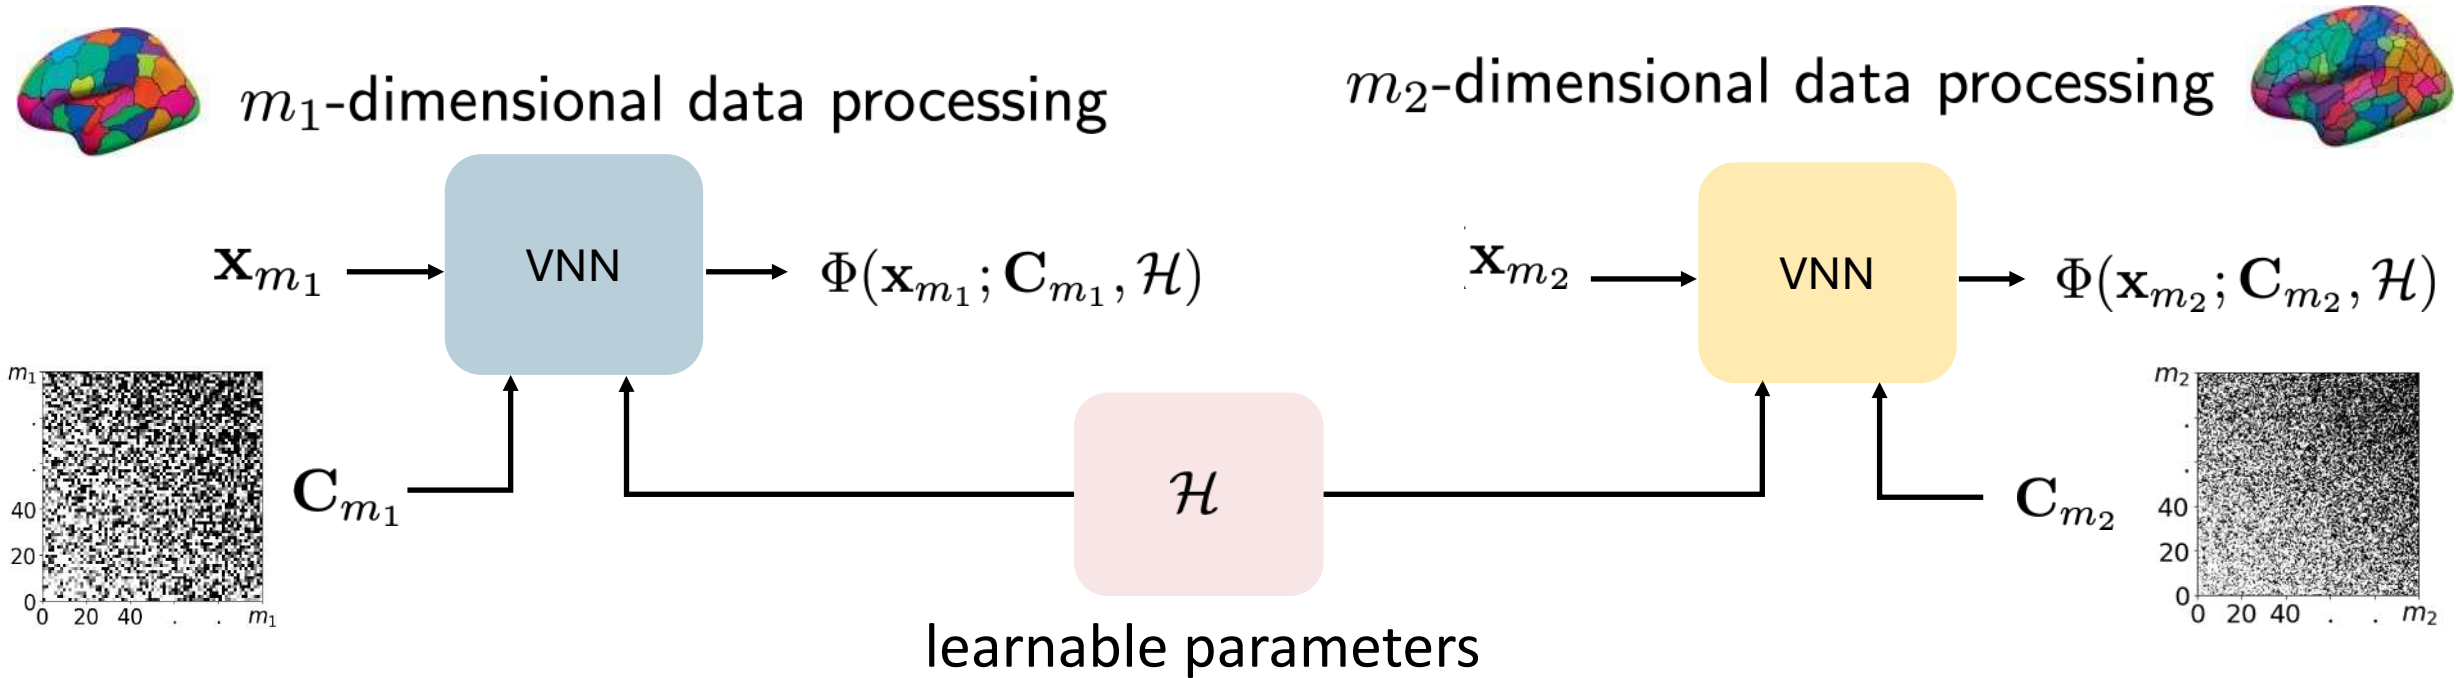 m₁-dimensional data processing
m₂-dimensional data processing
x_{m₁}
VNN
Φ(x_{m₁}; C_{m₁}, ℋ)
x_{m₂}
VNN
Φ(x_{m₂}; C_{m₂}, ℋ)
m₁
.
.
40
20
0
0 20 40 . . m₁
C_{m₁}
ℋ
C_{m₂}
m₂
.
.
40
20
0
0 20 40 . . m₂
learnable parameters